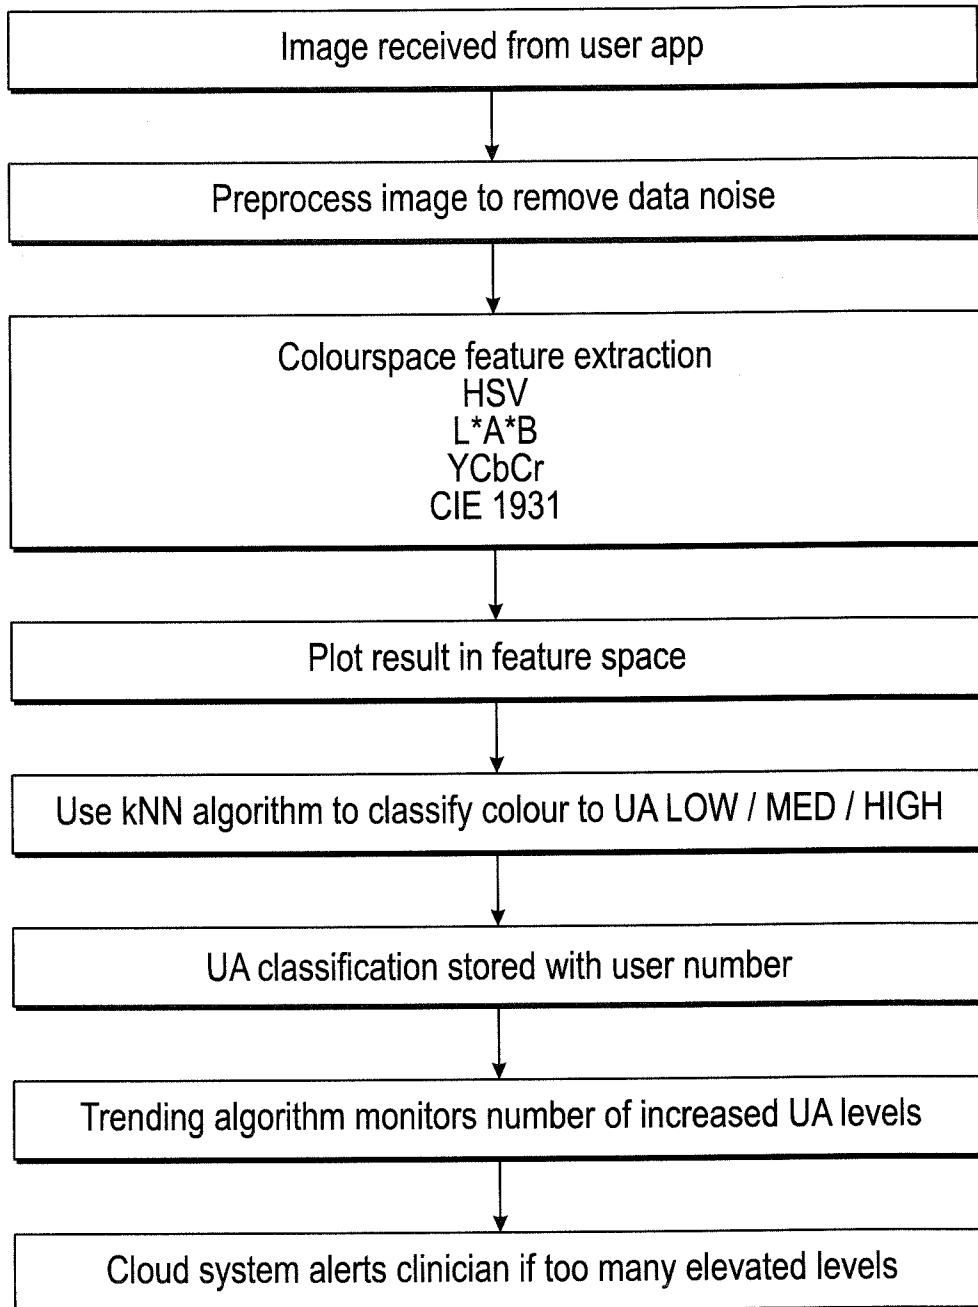 Image received from user app
Preprocess image to remove data noise
Colourspace feature extraction
HSV
L*A*B
YCbCr
CIE 1931
Plot result in feature space
Use kNN algorithm to classify colour to UA LOW / MED / HIGH
UA classification stored with user number
Trending algorithm monitors number of increased UA levels
Cloud system alerts clinician if too many elevated levels